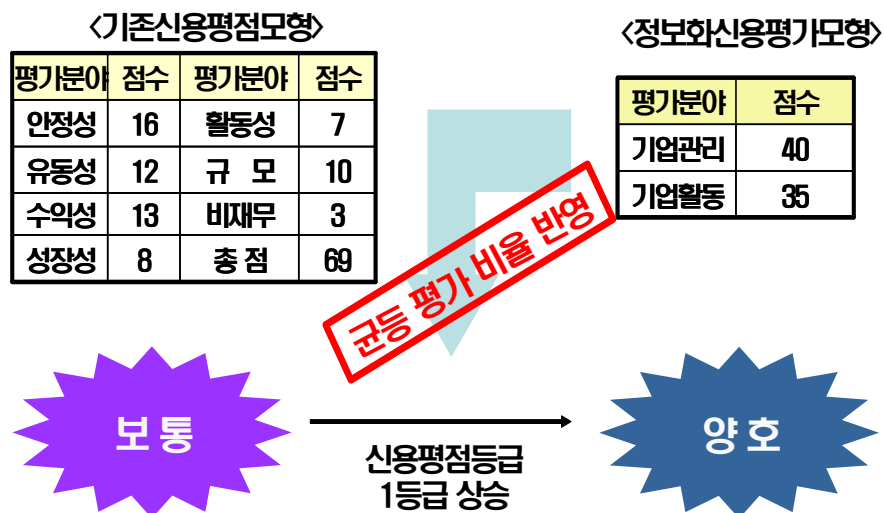 <기존신용평점모형>
평가분야 점수 평가분야 점수
안정성 16 활동성 7
유동성 12 규 모 10
수익성 13 비재무 3
성장성 8 총 점 69
<정보화신용평가모형>
평가분야 점수
기업관리 40
기업활동 35
균등 평가 비율 반영
보 통
신용평점등급
1등급 상승
양 호